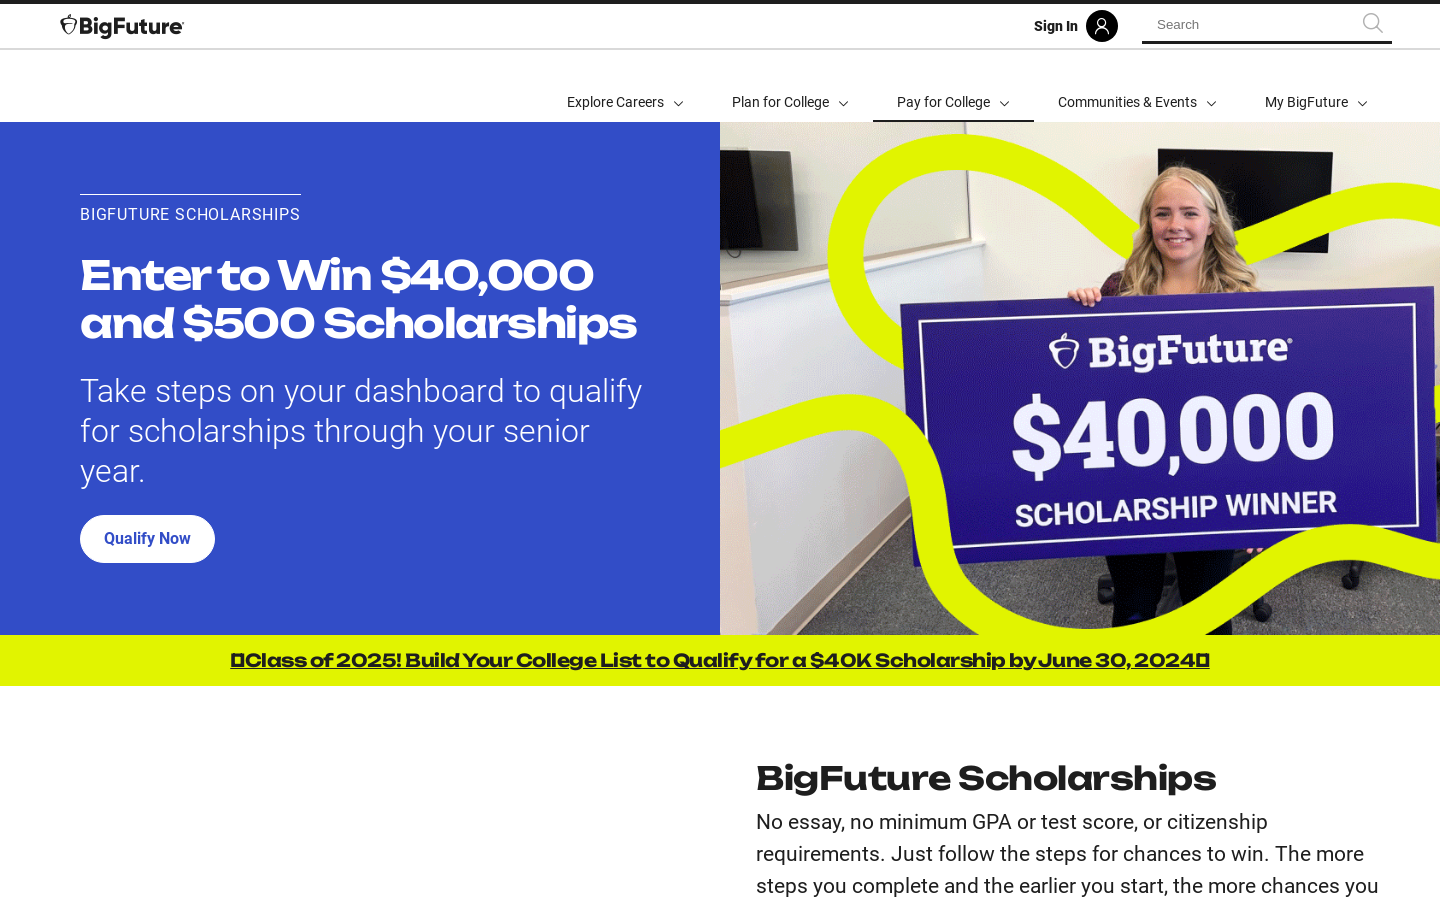 BigFuture
Sign In
Search
Explore Careers
Plan for College
Pay for College
Communities & Events
My BigFuture
BIGFUTURE SCHOLARSHIPS
Enter to Win $40,000
and $500 Scholarships
Take steps on your dashboard to qualify
for scholarships through your senior
year.
Qualify Now
BigFuture
$40,000
SCHOLARSHIP WINNER
Class of 2025! Build Your College List to Qualify for a $40K Scholarship by June 30, 2024
BigFuture Scholarships
No essay, no minimum GPA or test score, or citizenship
requirements. Just follow the steps for chances to win. The more
steps you complete and the earlier you start, the more chances you